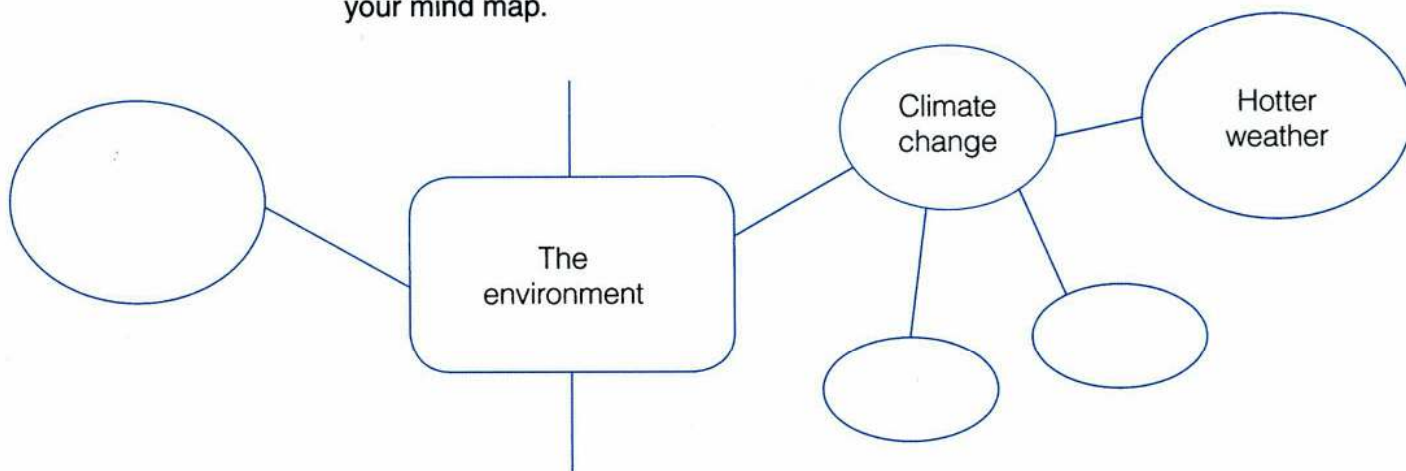 your mind map.
Climate
change
Hotter
weather
The
environment